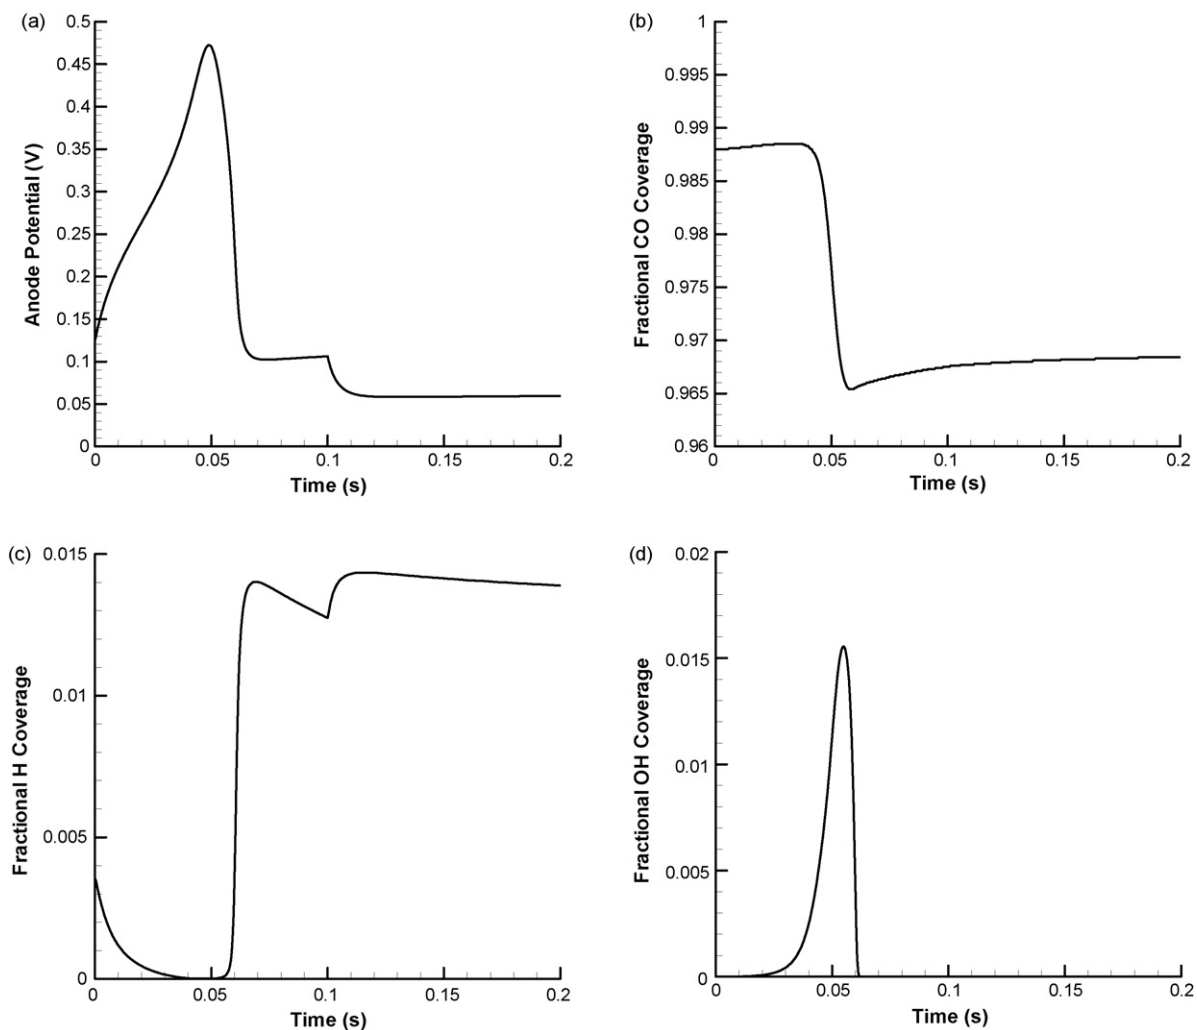 (a)
0.5
0.45
0.4
0.35
0.3
0.25
0.2
0.15
0.1
0.05
0
Anode Potential (V)
0 0.05 0.1 0.15 0.2
Time (s)
(b)
1
0.995
0.99
0.985
0.98
0.975
0.97
0.965
0.96
Fractional CO Coverage
0 0.05 0.1 0.15 0.2
Time (s)
(c)
0.015
0.01
0.005
0
Fractional H Coverage
0 0.05 0.1 0.15 0.2
Time (s)
(d)
0.02
0.015
0.01
0.005
0
Fractional OH Coverage
0 0.05 0.1 0.15 0.2
Time (s)